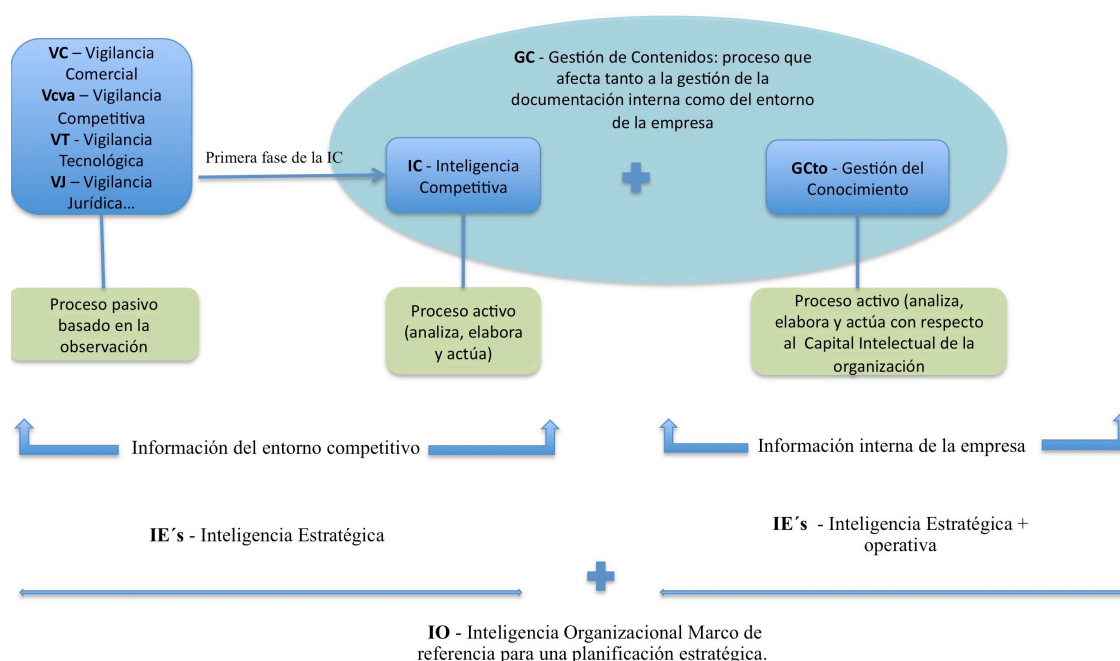 VC – Vigilancia
Comercial
Vcva – Vigilancia
Competitiva
VT - Vigilancia
Tecnológica
VJ – Vigilancia
Jurídica...
Primera fase de la IC
GC - Gestión de Contenidos: proceso que
afecta tanto a la gestión de la
documentación interna como del entorno
de la empresa
IC - Inteligencia
Competitiva
GCto - Gestión del
Conocimiento
Proceso pasivo
basado en la
observación
Proceso activo
(analiza, elabora
y actúa)
Proceso activo (analiza,
elabora y actúa con respecto
al Capital Intelectual de la
organización
Información del entorno competitivo
Información interna de la empresa
IE´s - Inteligencia Estratégica
IE´s - Inteligencia Estratégica +
operativa
IO - Inteligencia Organizacional Marco de
referencia para una planificación estratégica.